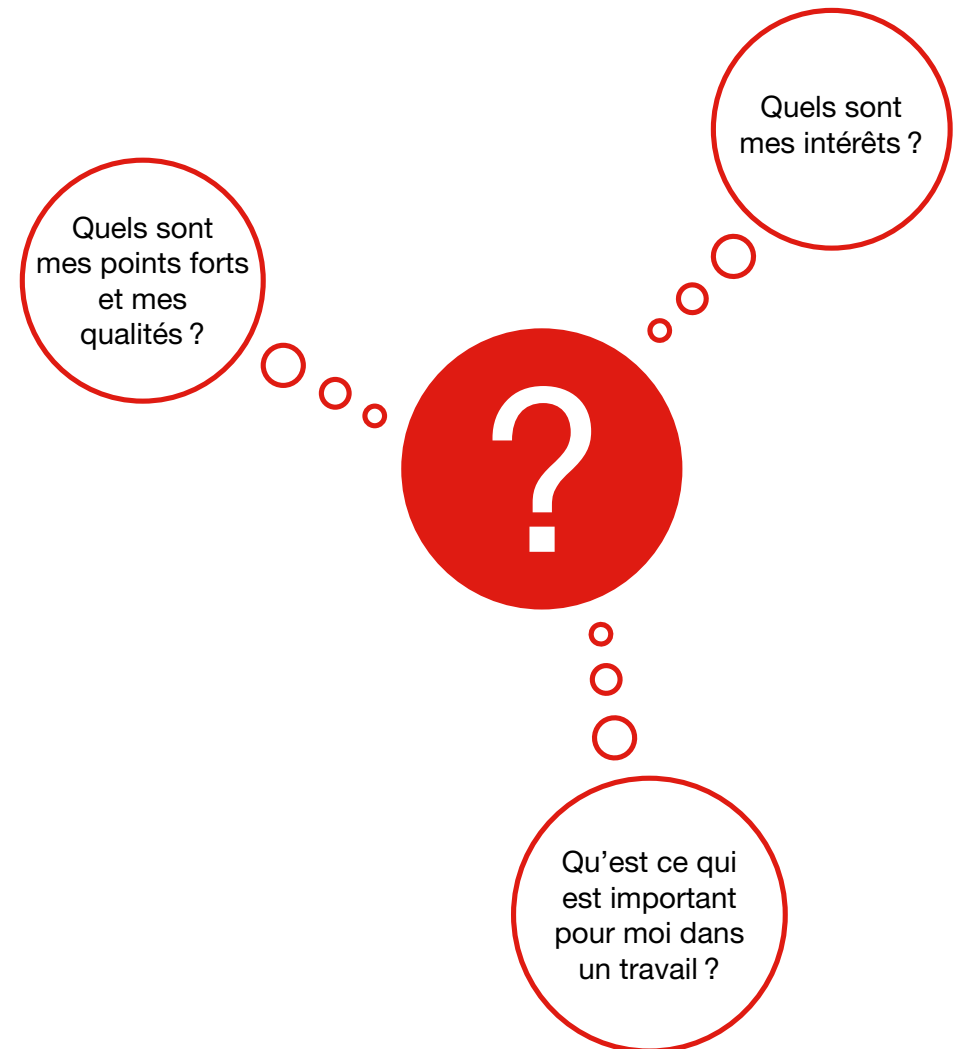 Quels sont
mes intérêts ?
Quels sont
mes points forts
et mes
qualités ?
?
Qu’est ce qui
est important
pour moi dans
un travail ?